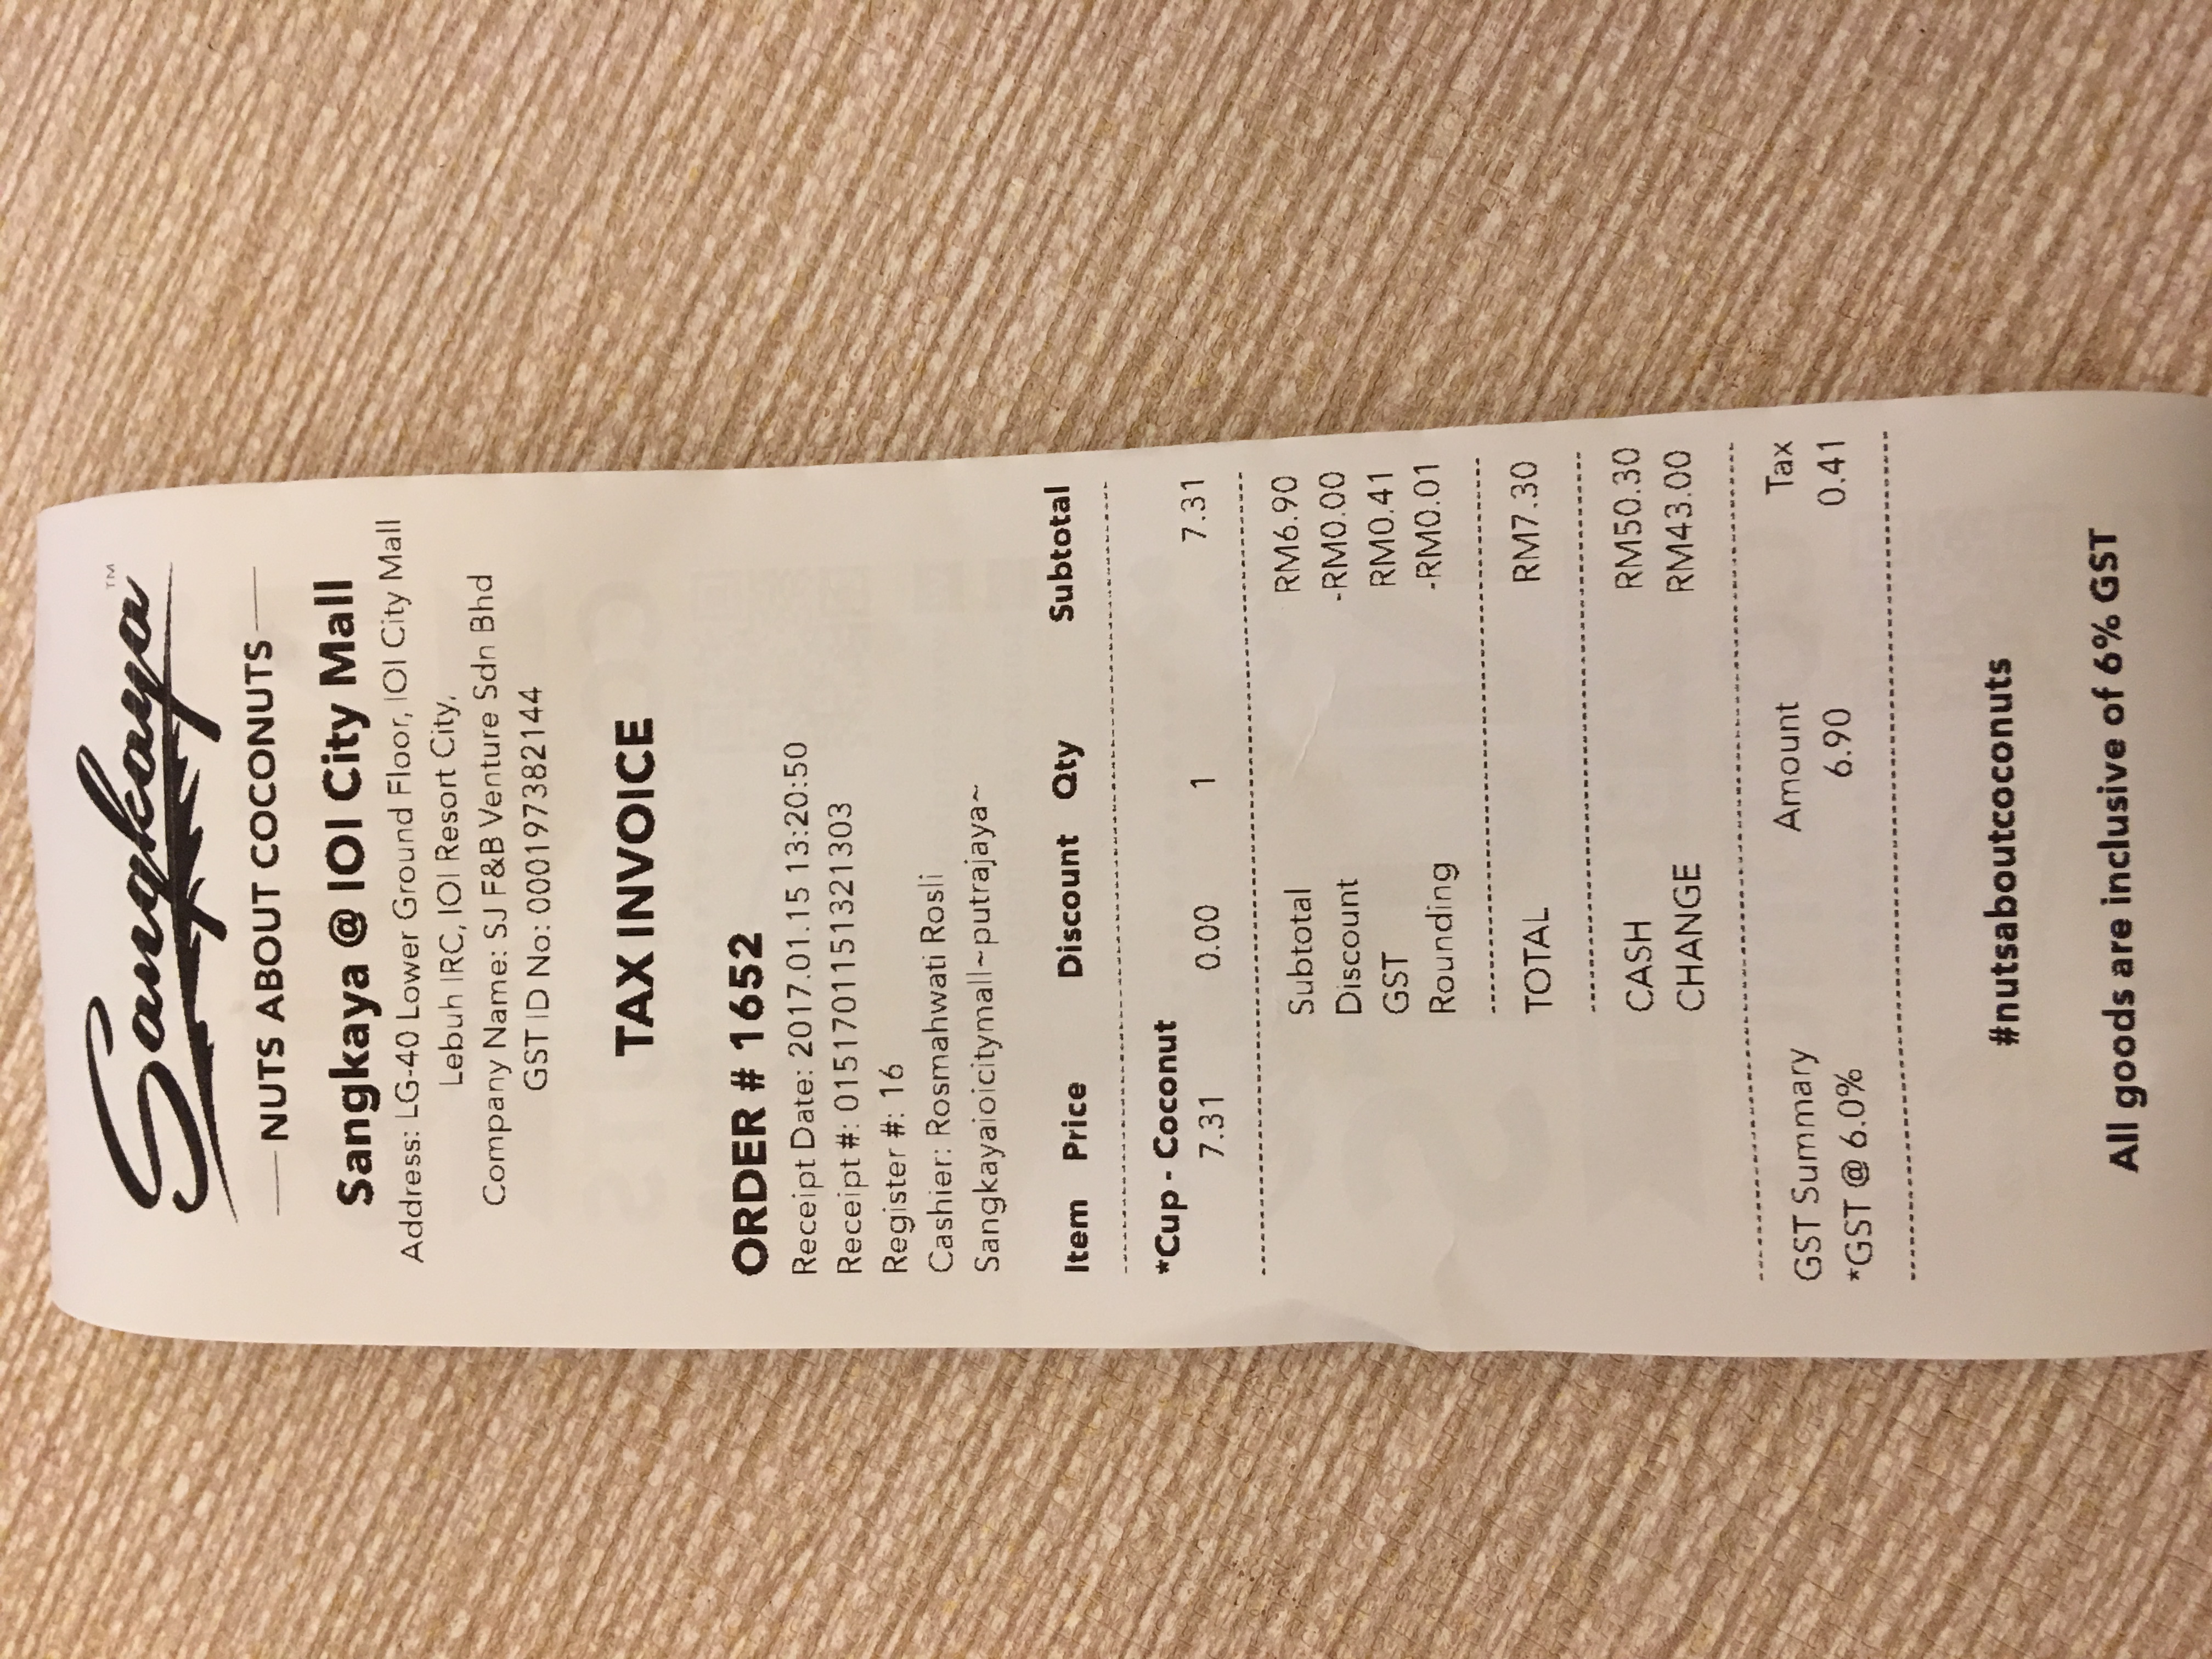 Sangkaya™
NUTS ABOUT COCONUTS
Sangkaya @ IOI City Mall
Address: LG-40 Lower Ground Floor, IOI City Mall
Lebuh IRC, IOI Resort City,
Company Name: SJ F&B Venture Sdn Bhd
GST ID No: 000197382144
TAX INVOICE
ORDER # 1652
Receipt Date: 2017.01.15 13:20:50
Receipt #: 0151701151321303
Register #: 16
Cashier: Rosmahwati Rosli
Sangkayaioicitymall~putrajaya~
Item Price Discount Qty Subtotal
*Cup - Coconut
7.31 0.00 1 7.31
Subtotal RM6.90
Discount -RM0.00
GST RM0.41
Rounding -RM0.01
TOTAL RM7.30
CASH RM50.30
CHANGE RM43.00
GST Summary Amount Tax
*GST @ 6.0% 6.90 0.41
#nutsaboutcoconuts
All goods are inclusive of 6% GST